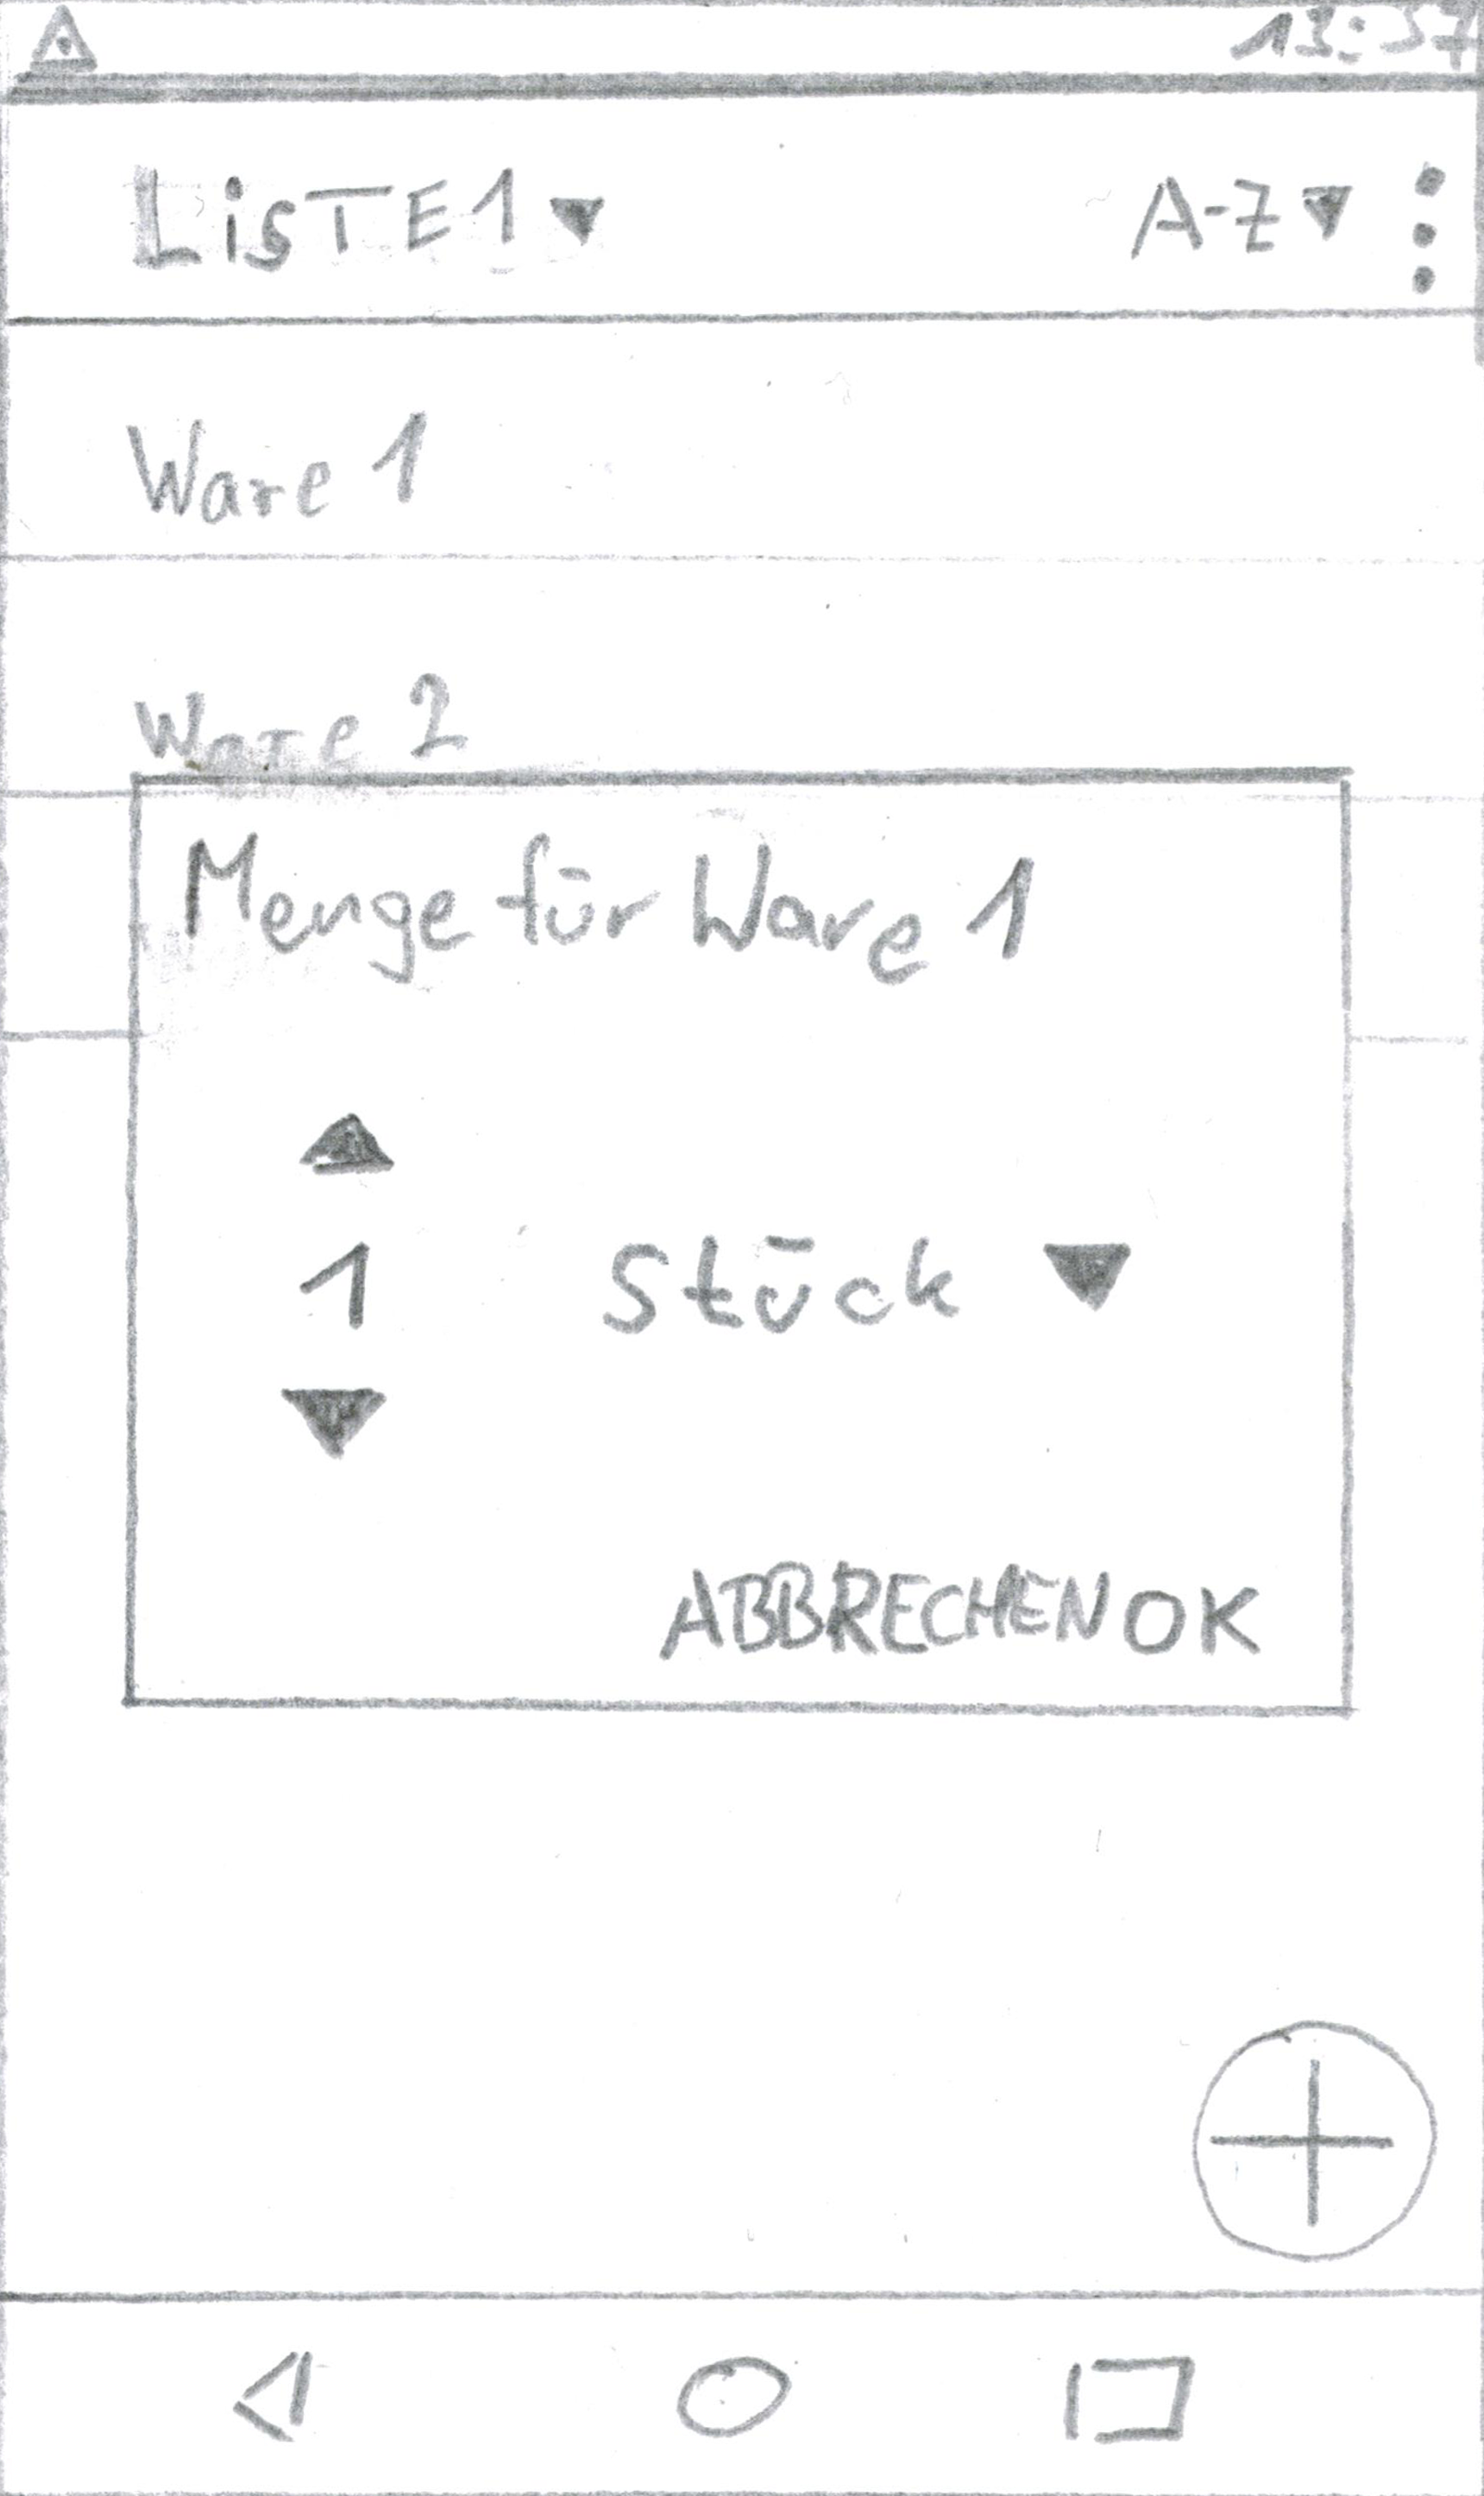 13:57
LiSTE1 A-Z
Ware 1
Ware 2
Menge für Ware 1
1 Stück
ABBRECHEN OK